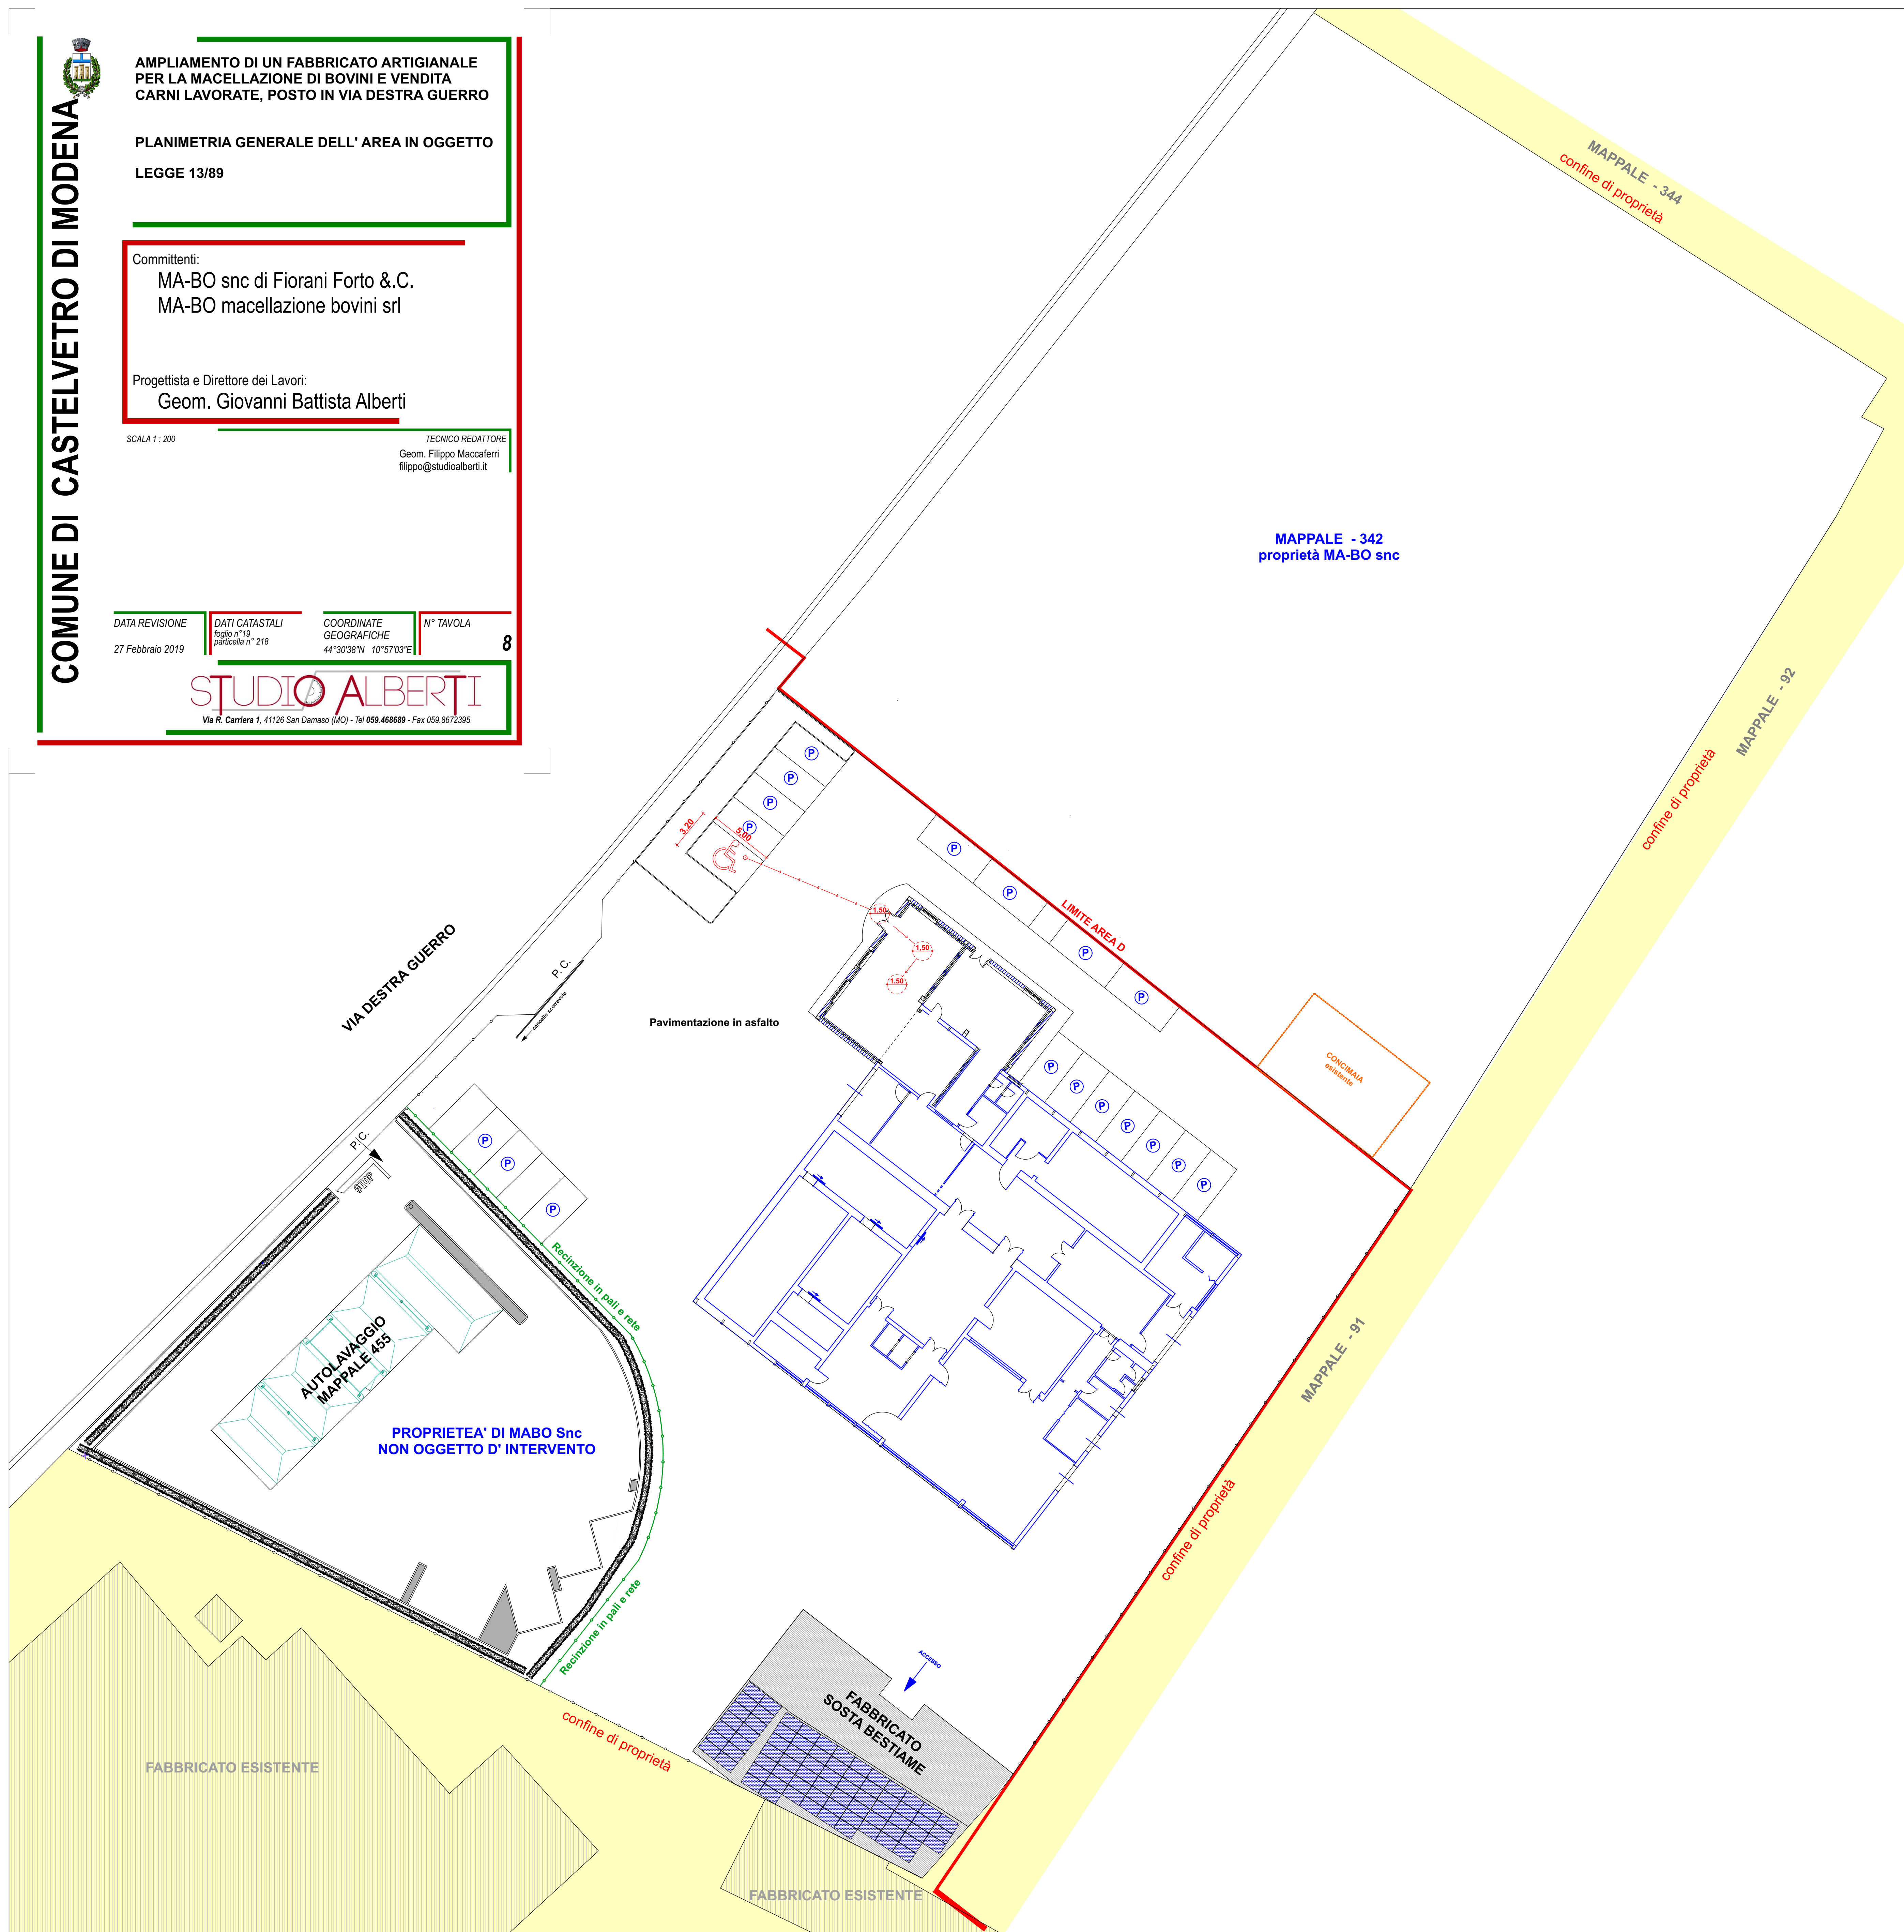 COMUNE DI CASTELVETRO DI MODENA
AMPLIAMENTO DI UN FABBRICATO ARTIGIANALE
PER LA MACELLAZIONE DI BOVINI E VENDITA
CARNI LAVORATE, POSTO IN VIA DESTRA GUERRO
PLANIMETRIA GENERALE DELL' AREA IN OGGETTO
LEGGE 13/89
Committenti:
MA-BO snc di Fiorani Forto &.C.
MA-BO macellazione bovini srl
Progettista e Direttore dei Lavori:
Geom. Giovanni Battista Alberti
SCALA 1 : 200
TECNICO REDATTORE
Geom. Filippo Maccaferri
filippo@studioalberti.it
DATA REVISIONE
27 Febbraio 2019
DATI CATASTALI
foglio n°19
particella n° 218
COORDINATE
GEOGRAFICHE
44°30'38"N 10°57'03"E
N° TAVOLA
8
STUDIO ALBERTI
Via R. Carriera 1, 41126 San Damaso (MO) - Tel 059.468689 - Fax 059.8672395
MAPPALE - 344
confine di proprietà
MAPPALE - 342
proprietà MA-BO snc
MAPPALE - 92
confine di proprietà
P
P
P
P
3,20
5,00
P
P
P
P
LIMITE AREA D
1,50
1,50
1,50
VIA DESTRA GUERRO
P. C.
cancello scorrevole
Pavimentazione in asfalto
CONCIMAIA
esistente
P
P
P
P
P
P
P
P
P
P
P.C.
STOP
Recinzione in pali e rete
AUTOLAVAGGIO
MAPPALE 455
PROPRIETEA' DI MABO Snc
NON OGGETTO D' INTERVENTO
MAPPALE - 91
confine di proprietà
Recinzione in pali e rete
ACCESSO
FABBRICATO
SOSTA BESTIAME
confine di proprietà
FABBRICATO ESISTENTE
FABBRICATO ESISTENTE